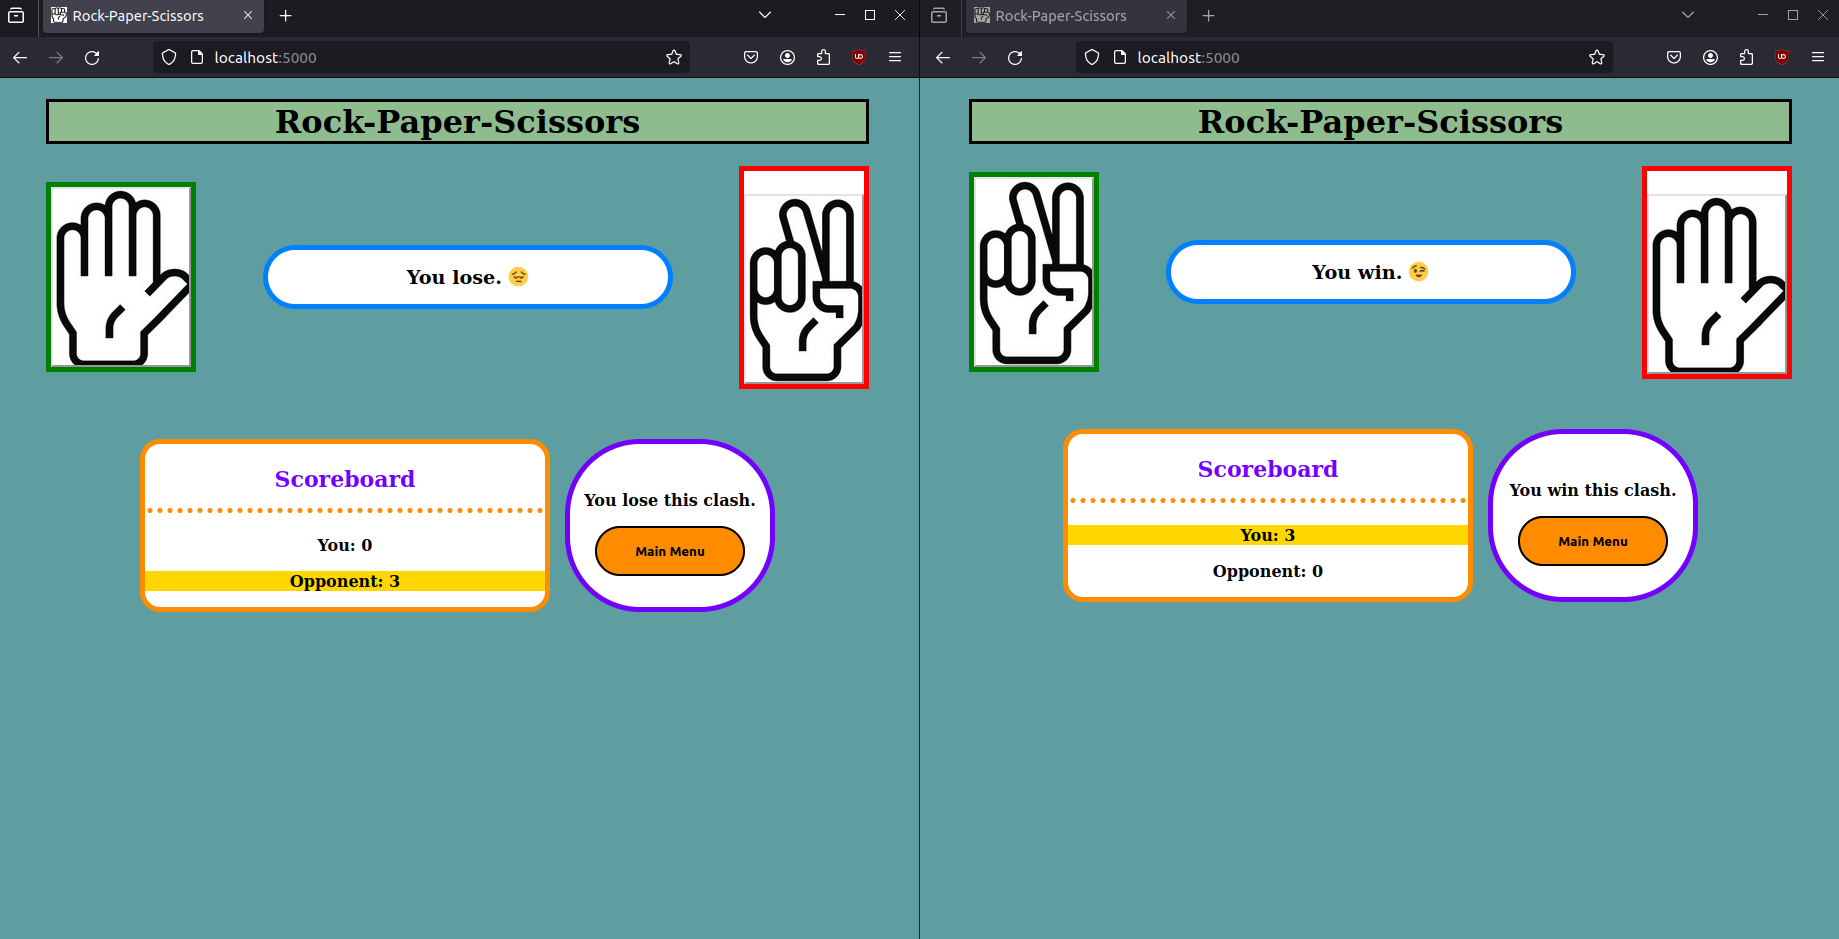 Rock-Paper-Scissors
localhost:5000
Rock-Paper-Scissors
You lose. 😔
Scoreboard
You: 0
Opponent: 3
You lose this clash.
Main Menu
Rock-Paper-Scissors
localhost:5000
Rock-Paper-Scissors
You win. 😉
Scoreboard
You: 3
Opponent: 0
You win this clash.
Main Menu